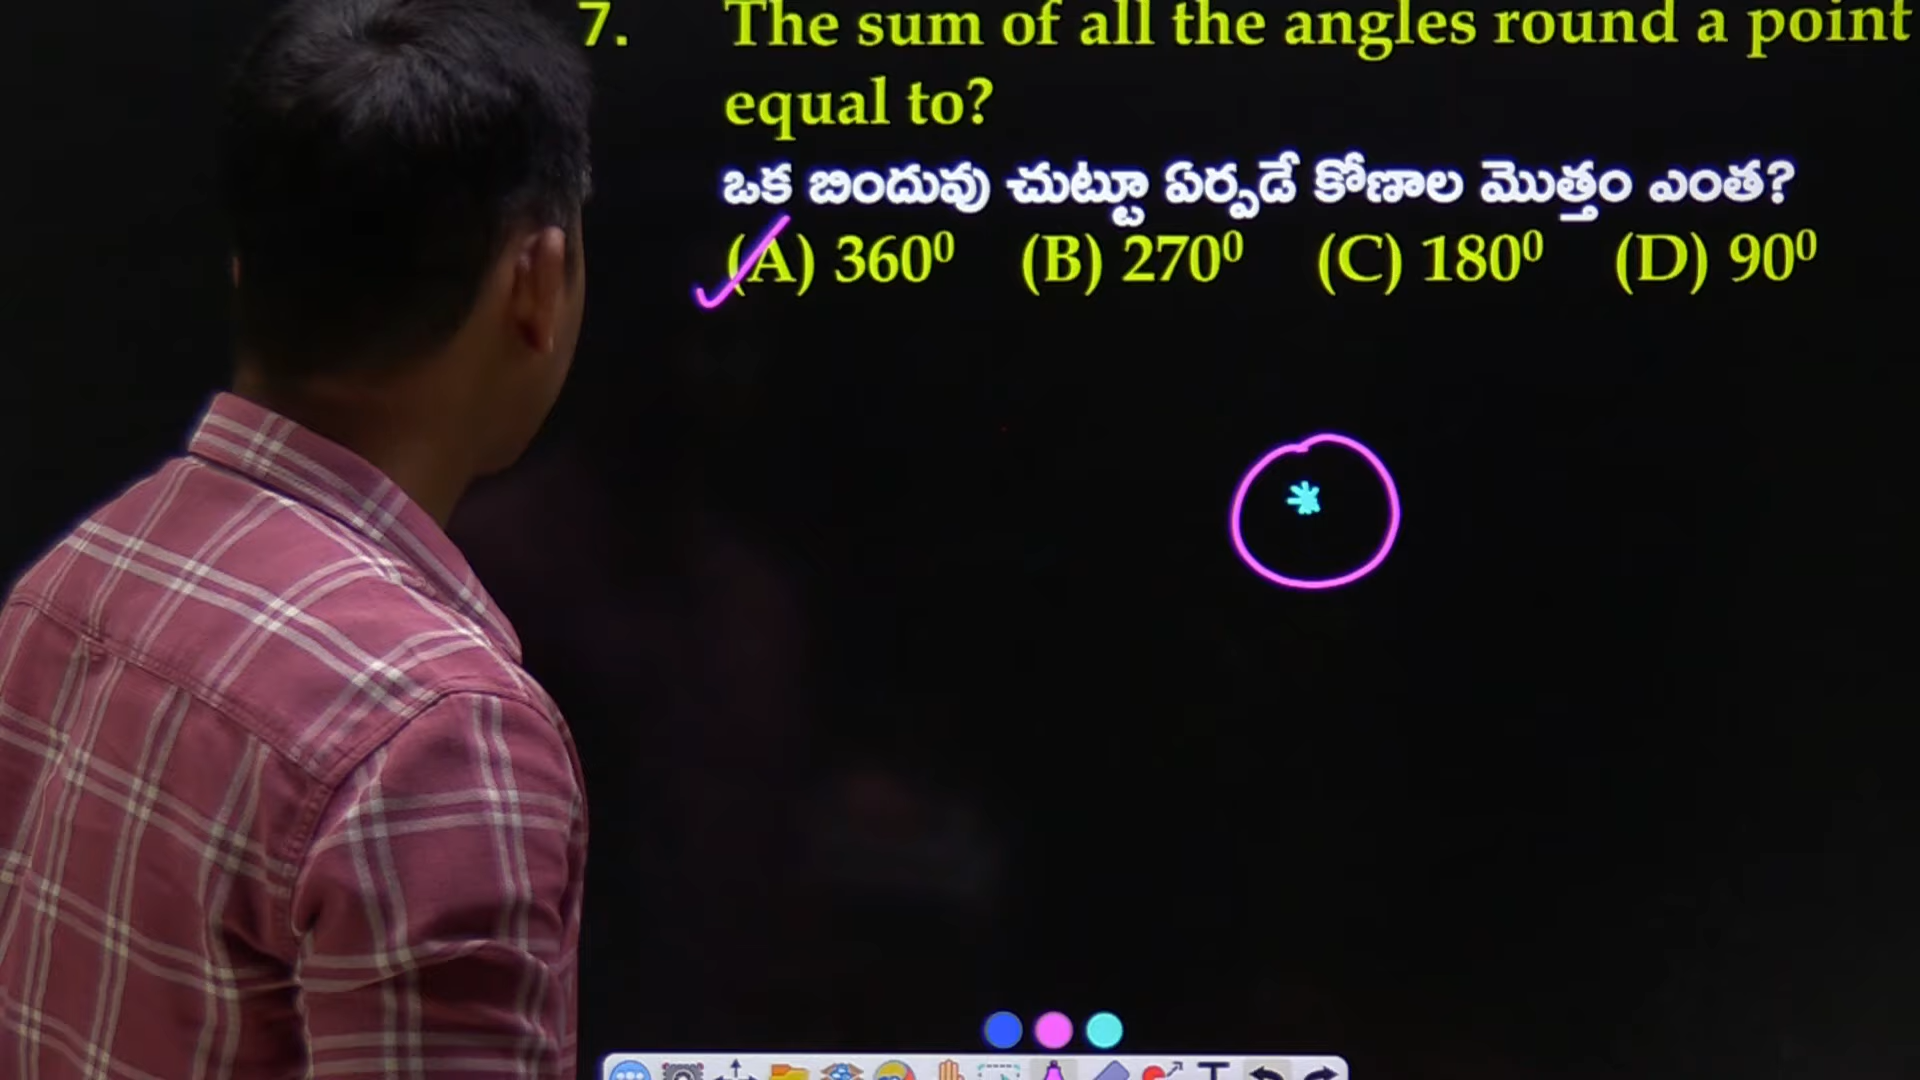 7. The sum of all the angles round a point
equal to?
ఒక బిందువు చుట్టూ ఏర్పడే కోణాల మొత్తం ఎంత?
(A) 360⁰ (B) 270⁰ (C) 180⁰ (D) 90⁰